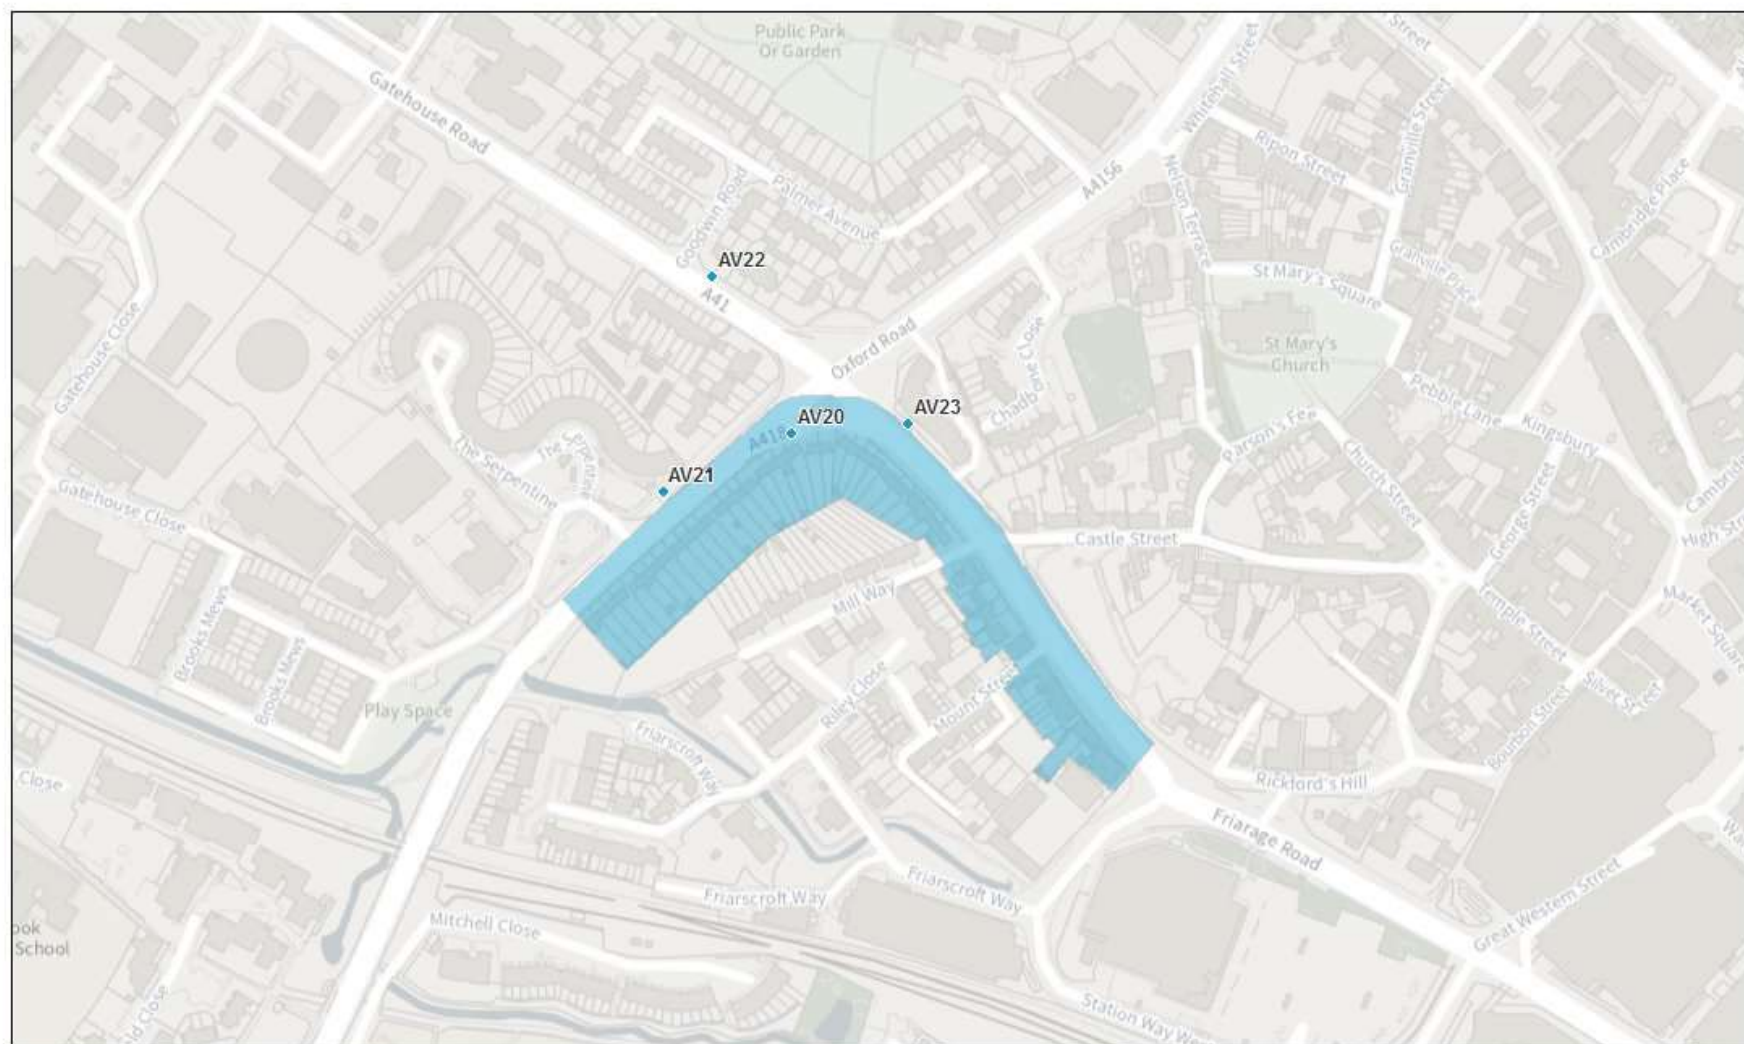 Public Park
Or Garden
Street
Whitehall Street
Gatehouse Road
Ripon Street
Granville Street
A4156
Nelson Terrace
Cambridge Place
Goodwin Road
Palmer Avenue
AV22
A41
St Mary's Square
Granville Place
Oxford Road
St Mary's
Church
Gatehouse Close
Chadbone Close
Pebble Lane
Kingsbury
AV23
AV20
A418
AV21
The Serpentine
The Serpentine
Parson's Fee
Church Street
George Street
Gatehouse Close
Castle Street
Temple Street
Market Square
Brooks Mews
Brooks Mews
Mill Way
Riley Close
Mount Street
Silver Street
Bourbon Street
Play Space
Friarscroft Way
Rickford's Hill
Close
Friarage Road
Great Western Street
Friarscroft Way
Friarscroft Way
Mitchell Close
ook
School
Station Way We
ld Close